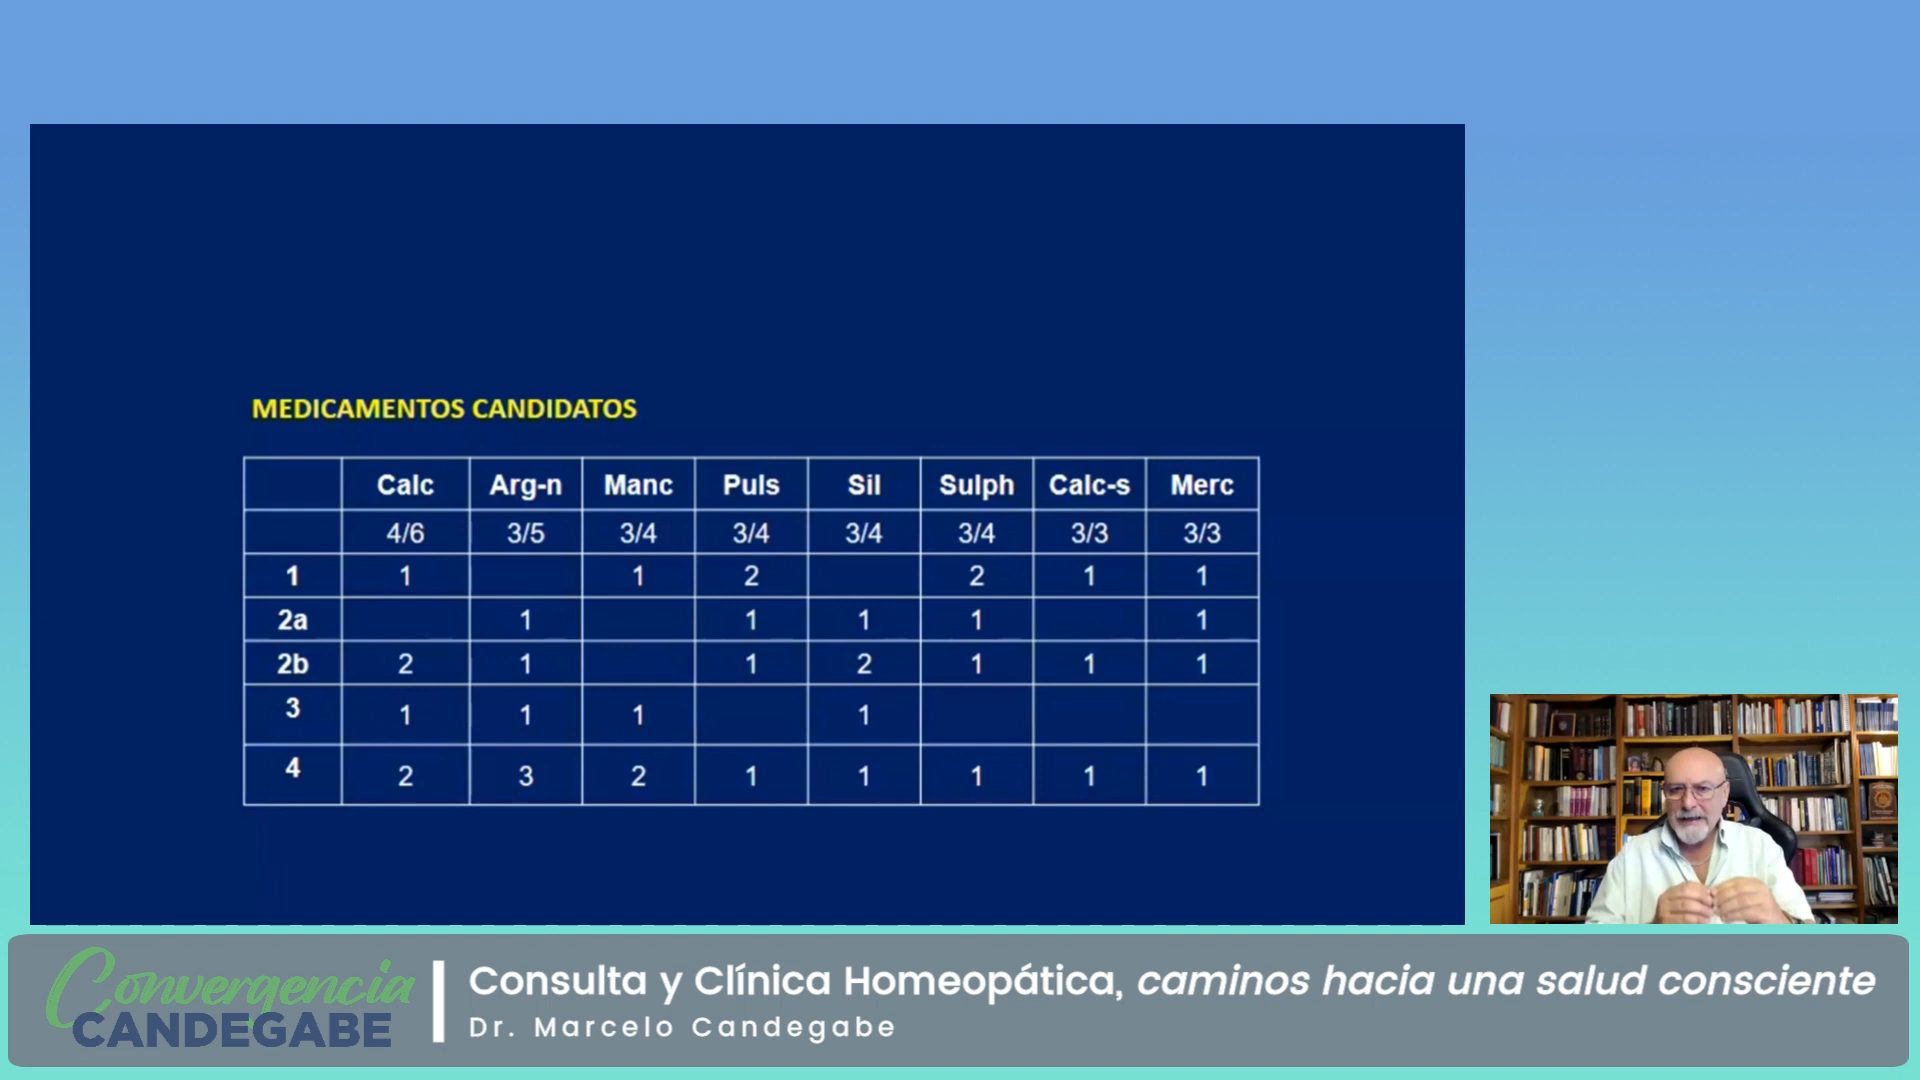 MEDICAMENTOS CANDIDATOS
Calc Arg-n Manc Puls Sil Sulph Calc-s Merc
4/6 3/5 3/4 3/4 3/4 3/4 3/3 3/3
1 1 1 2 2 1 1
2a 1 1 1 1 1
2b 2 1 1 2 1 1 1
3 1 1 1 1
4 2 3 2 1 1 1 1 1
Convergencia
CANDEGABE
Consulta y Clínica Homeopática, caminos hacia una salud consciente
Dr. Marcelo Candegabe